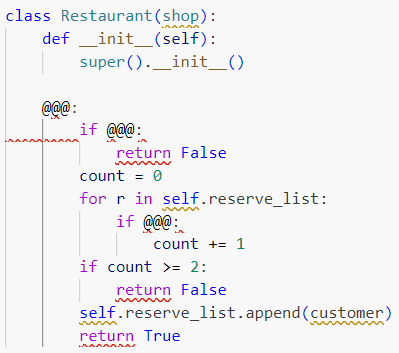 class Restaurant(shop):
    def __init__(self):
        super().__init__()

    @@@:
        if @@@:
            return False
        count = 0
        for r in self.reserve_list:
            if @@@:
                count += 1
        if count >= 2:
            return False
        self.reserve_list.append(customer)
        return True